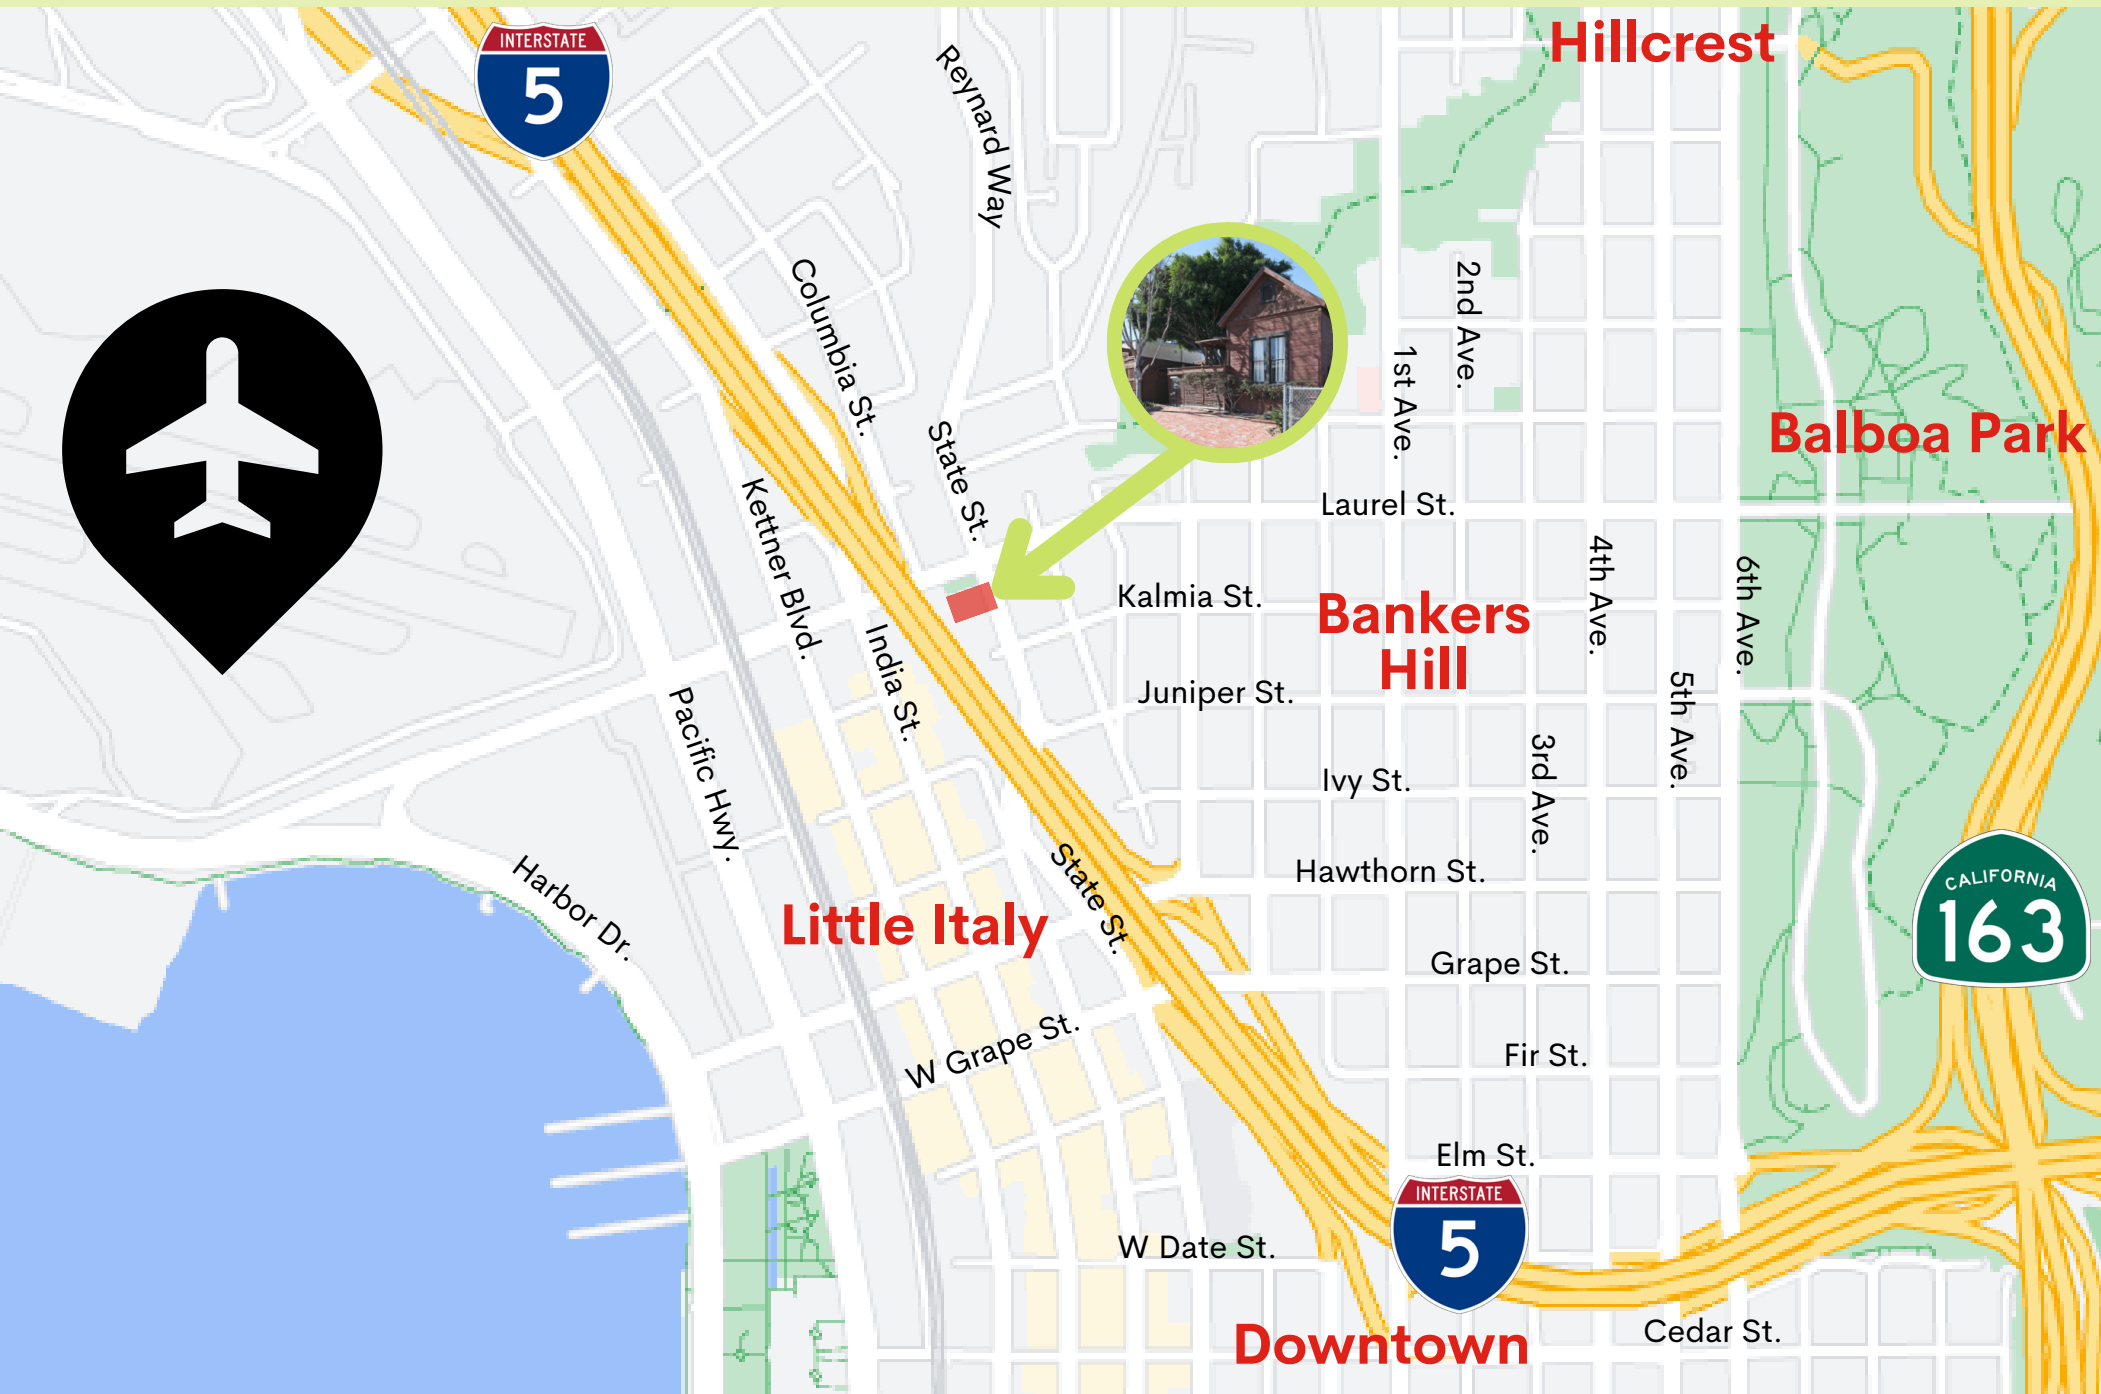 Hillcrest
INTERSTATE
5
Reynard Way
Columbia St.
2nd Ave.
1st Ave.
Balboa Park
State St.
Kettner Blvd.
Laurel St.
4th Ave.
6th Ave.
Kalmia St.
Bankers
Hill
India St.
Juniper St.
5th Ave.
Pacific Hwy.
3rd Ave.
Ivy St.
State St.
Hawthorn St.
Harbor Dr.
Little Italy
CALIFORNIA
163
Grape St.
W Grape St.
Fir St.
Elm St.
INTERSTATE
5
W Date St.
Downtown
Cedar St.